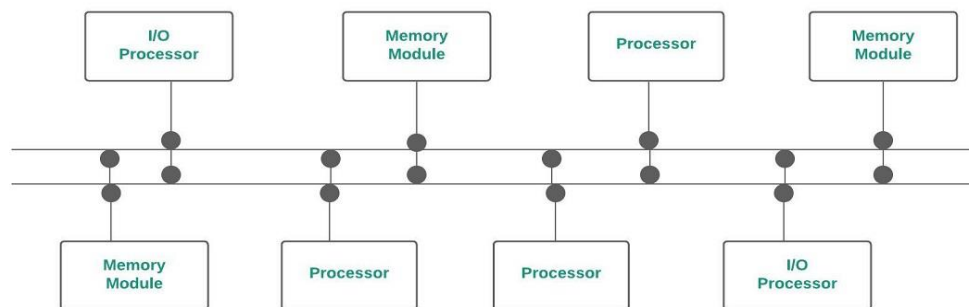 I/O
Processor
Memory
Module
Processor
Memory
Module
Memory
Module
Processor
Processor
I/O
Processor